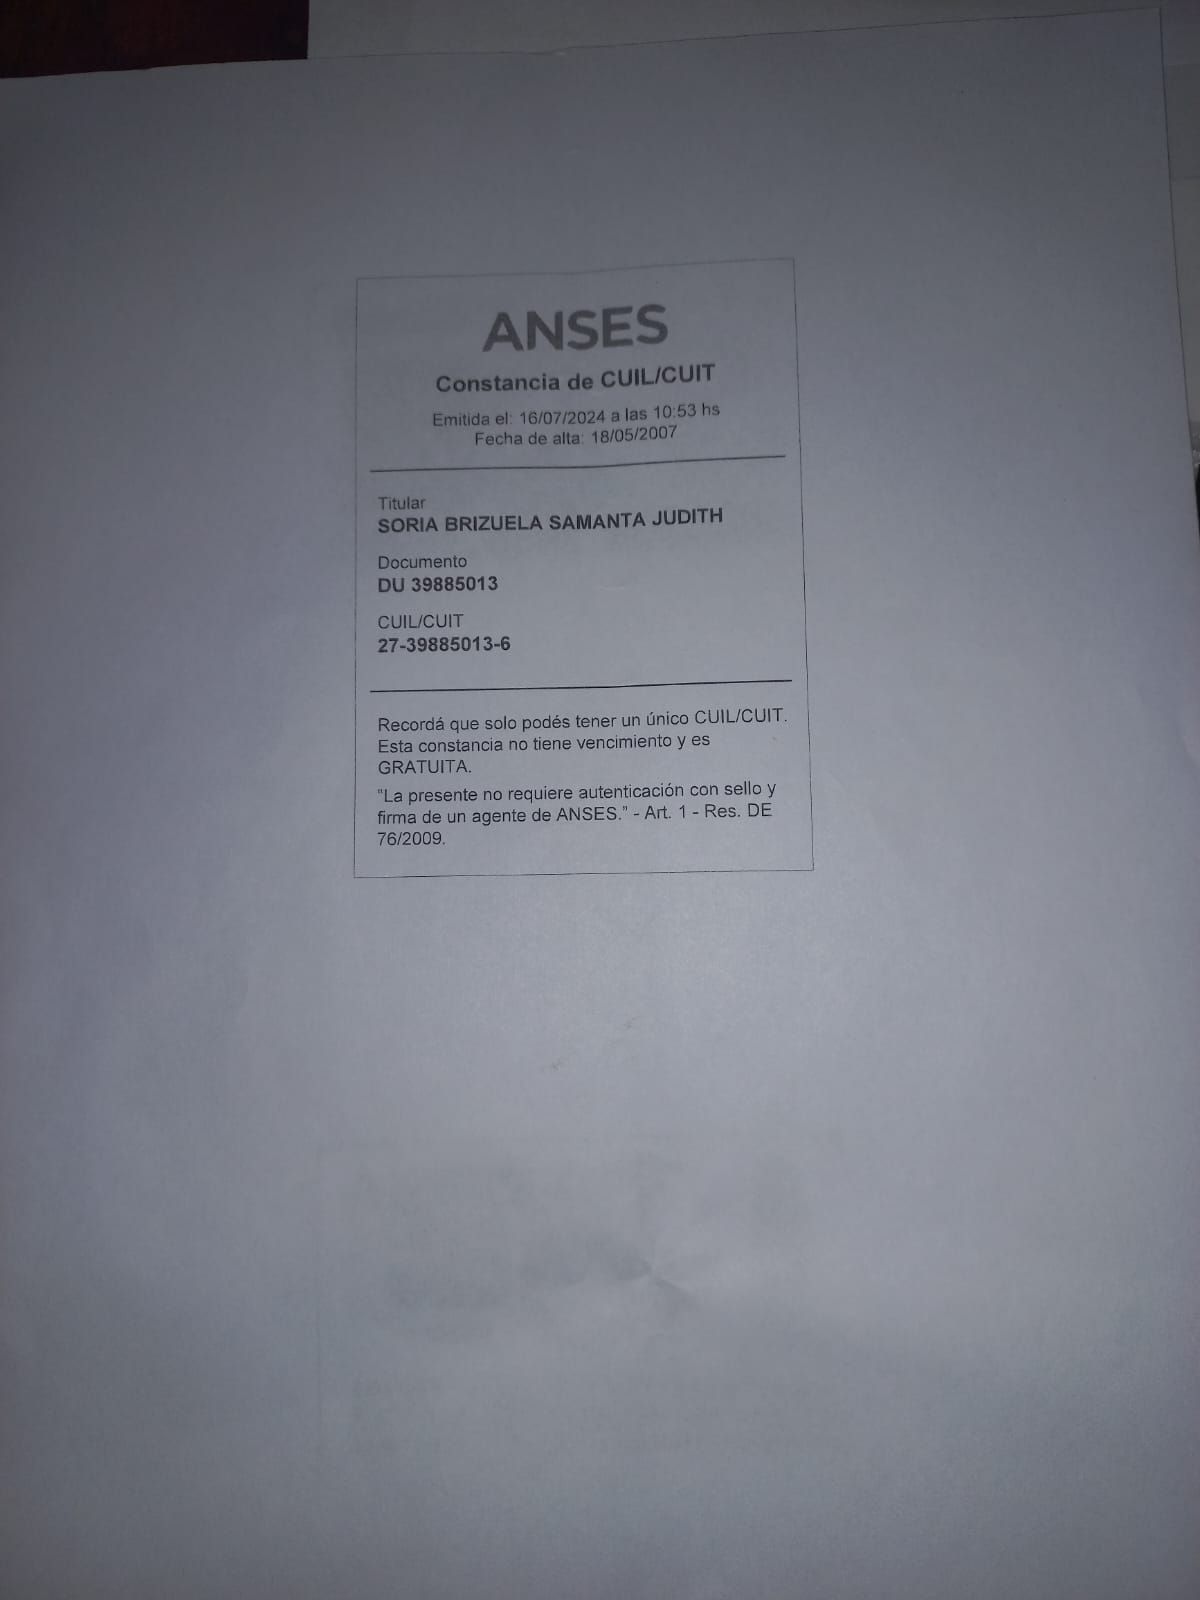 ANSES
Constancia de CUIL/CUIT
Emitida el: 16/07/2024 a las 10:53 hs
Fecha de alta: 18/05/2007
Titular
SORIA BRIZUELA SAMANTA JUDITH
Documento
DU 39885013
CUIL/CUIT
27-39885013-6
Recordá que solo podés tener un único CUIL/CUIT.
Esta constancia no tiene vencimiento y es
GRATUITA.
"La presente no requiere autenticación con sello y
firma de un agente de ANSES.” - Art. 1 - Res. DE
76/2009.